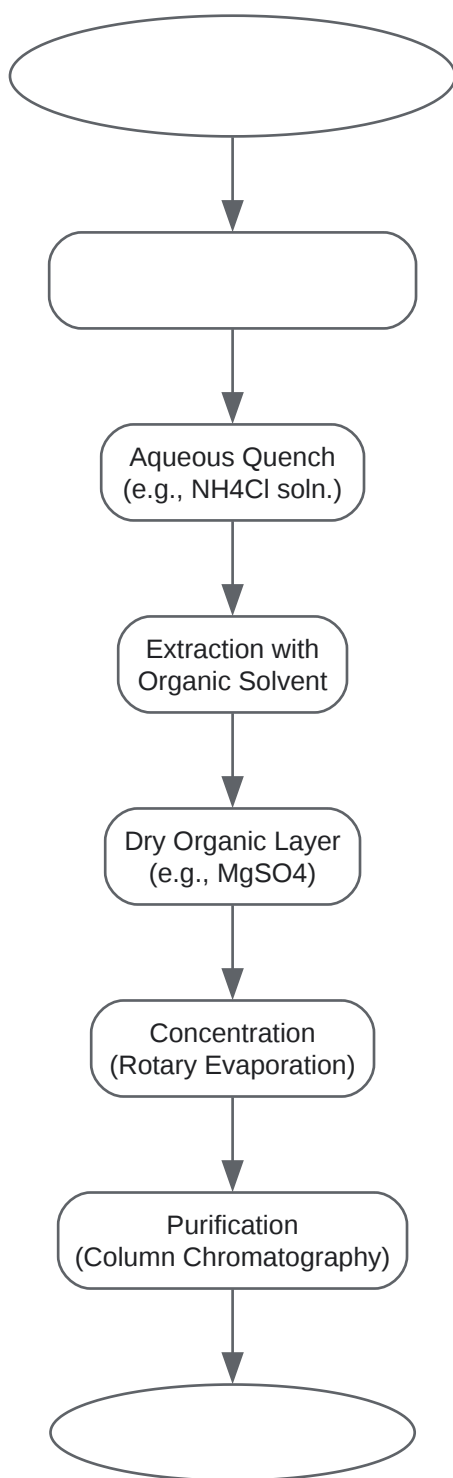 Aqueous Quench
(e.g., NH4Cl soln.)
Extraction with
Organic Solvent
Dry Organic Layer
(e.g., MgSO4)
Concentration
(Rotary Evaporation)
Purification
(Column Chromatography)